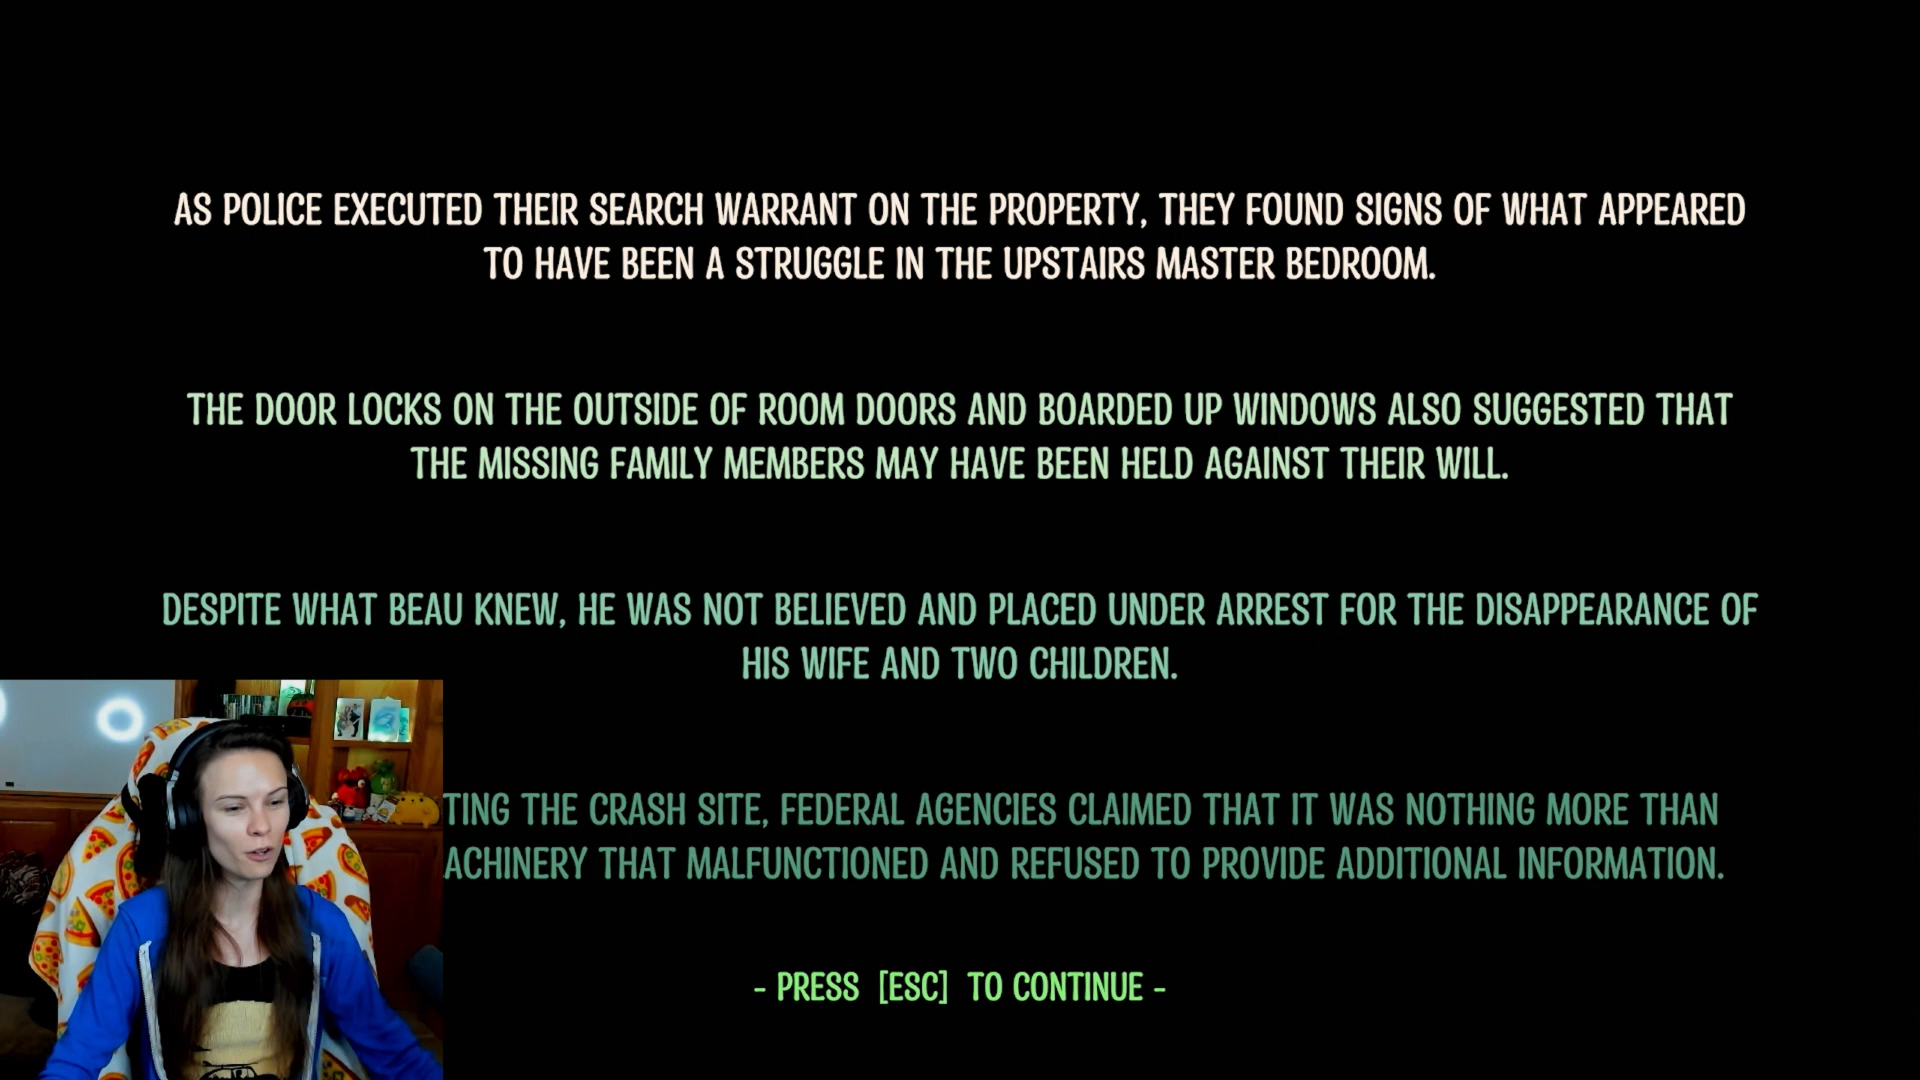 AS POLICE EXECUTED THEIR SEARCH WARRANT ON THE PROPERTY, THEY FOUND SIGNS OF WHAT APPEARED
TO HAVE BEEN A STRUGGLE IN THE UPSTAIRS MASTER BEDROOM.
THE DOOR LOCKS ON THE OUTSIDE OF ROOM DOORS AND BOARDED UP WINDOWS ALSO SUGGESTED THAT
THE MISSING FAMILY MEMBERS MAY HAVE BEEN HELD AGAINST THEIR WILL.
DESPITE WHAT BEAU KNEW, HE WAS NOT BELIEVED AND PLACED UNDER ARREST FOR THE DISAPPEARANCE OF
HIS WIFE AND TWO CHILDREN.
TING THE CRASH SITE, FEDERAL AGENCIES CLAIMED THAT IT WAS NOTHING MORE THAN
ACHINERY THAT MALFUNCTIONED AND REFUSED TO PROVIDE ADDITIONAL INFORMATION.
- PRESS [ESC] TO CONTINUE -